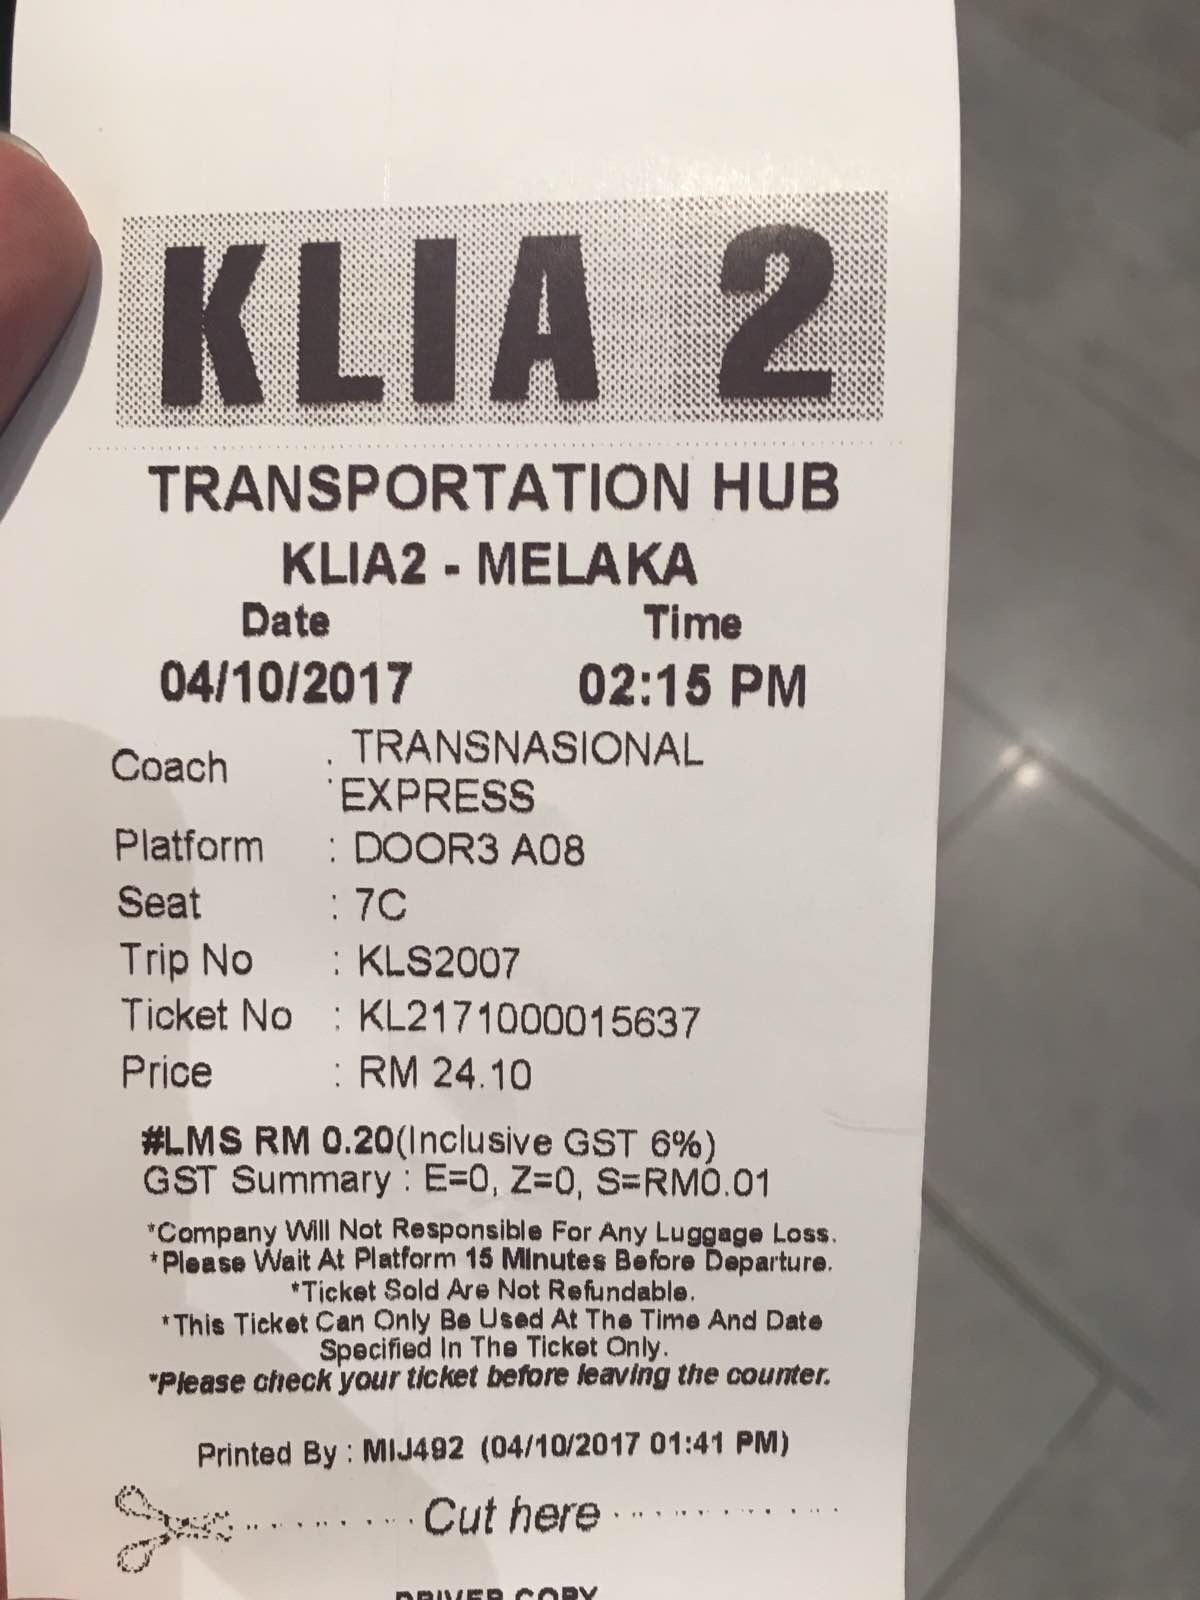 KLIA 2
TRANSPORTATION HUB
KLIA2 - MELAKA
Date Time
04/10/2017 02:15 PM
Coach : TRANSNASIONAL
EXPRESS
Platform : DOOR3 A08
Seat : 7C
Trip No : KLS2007
Ticket No : KL2171000015637
Price : RM 24.10
#LMS RM 0.20(Inclusive GST 6%)
GST Summary : E=0, Z=0, S=RM0.01
*Company Will Not Responsible For Any Luggage Loss.
*Please Wait At Platform 15 Minutes Before Departure.
*Ticket Sold Are Not Refundable.
*This Ticket Can Only Be Used At The Time And Date
Specified In The Ticket Only.
*Please check your ticket before leaving the counter.
Printed By : MIJ492 (04/10/2017 01:41 PM)
Cut here
DRIVER COPY